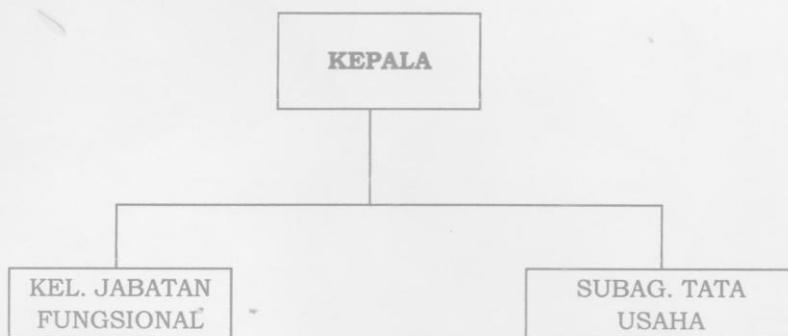 KEPALA
KEL. JABATAN
FUNGSIONAL
SUBAG. TATA
USAHA